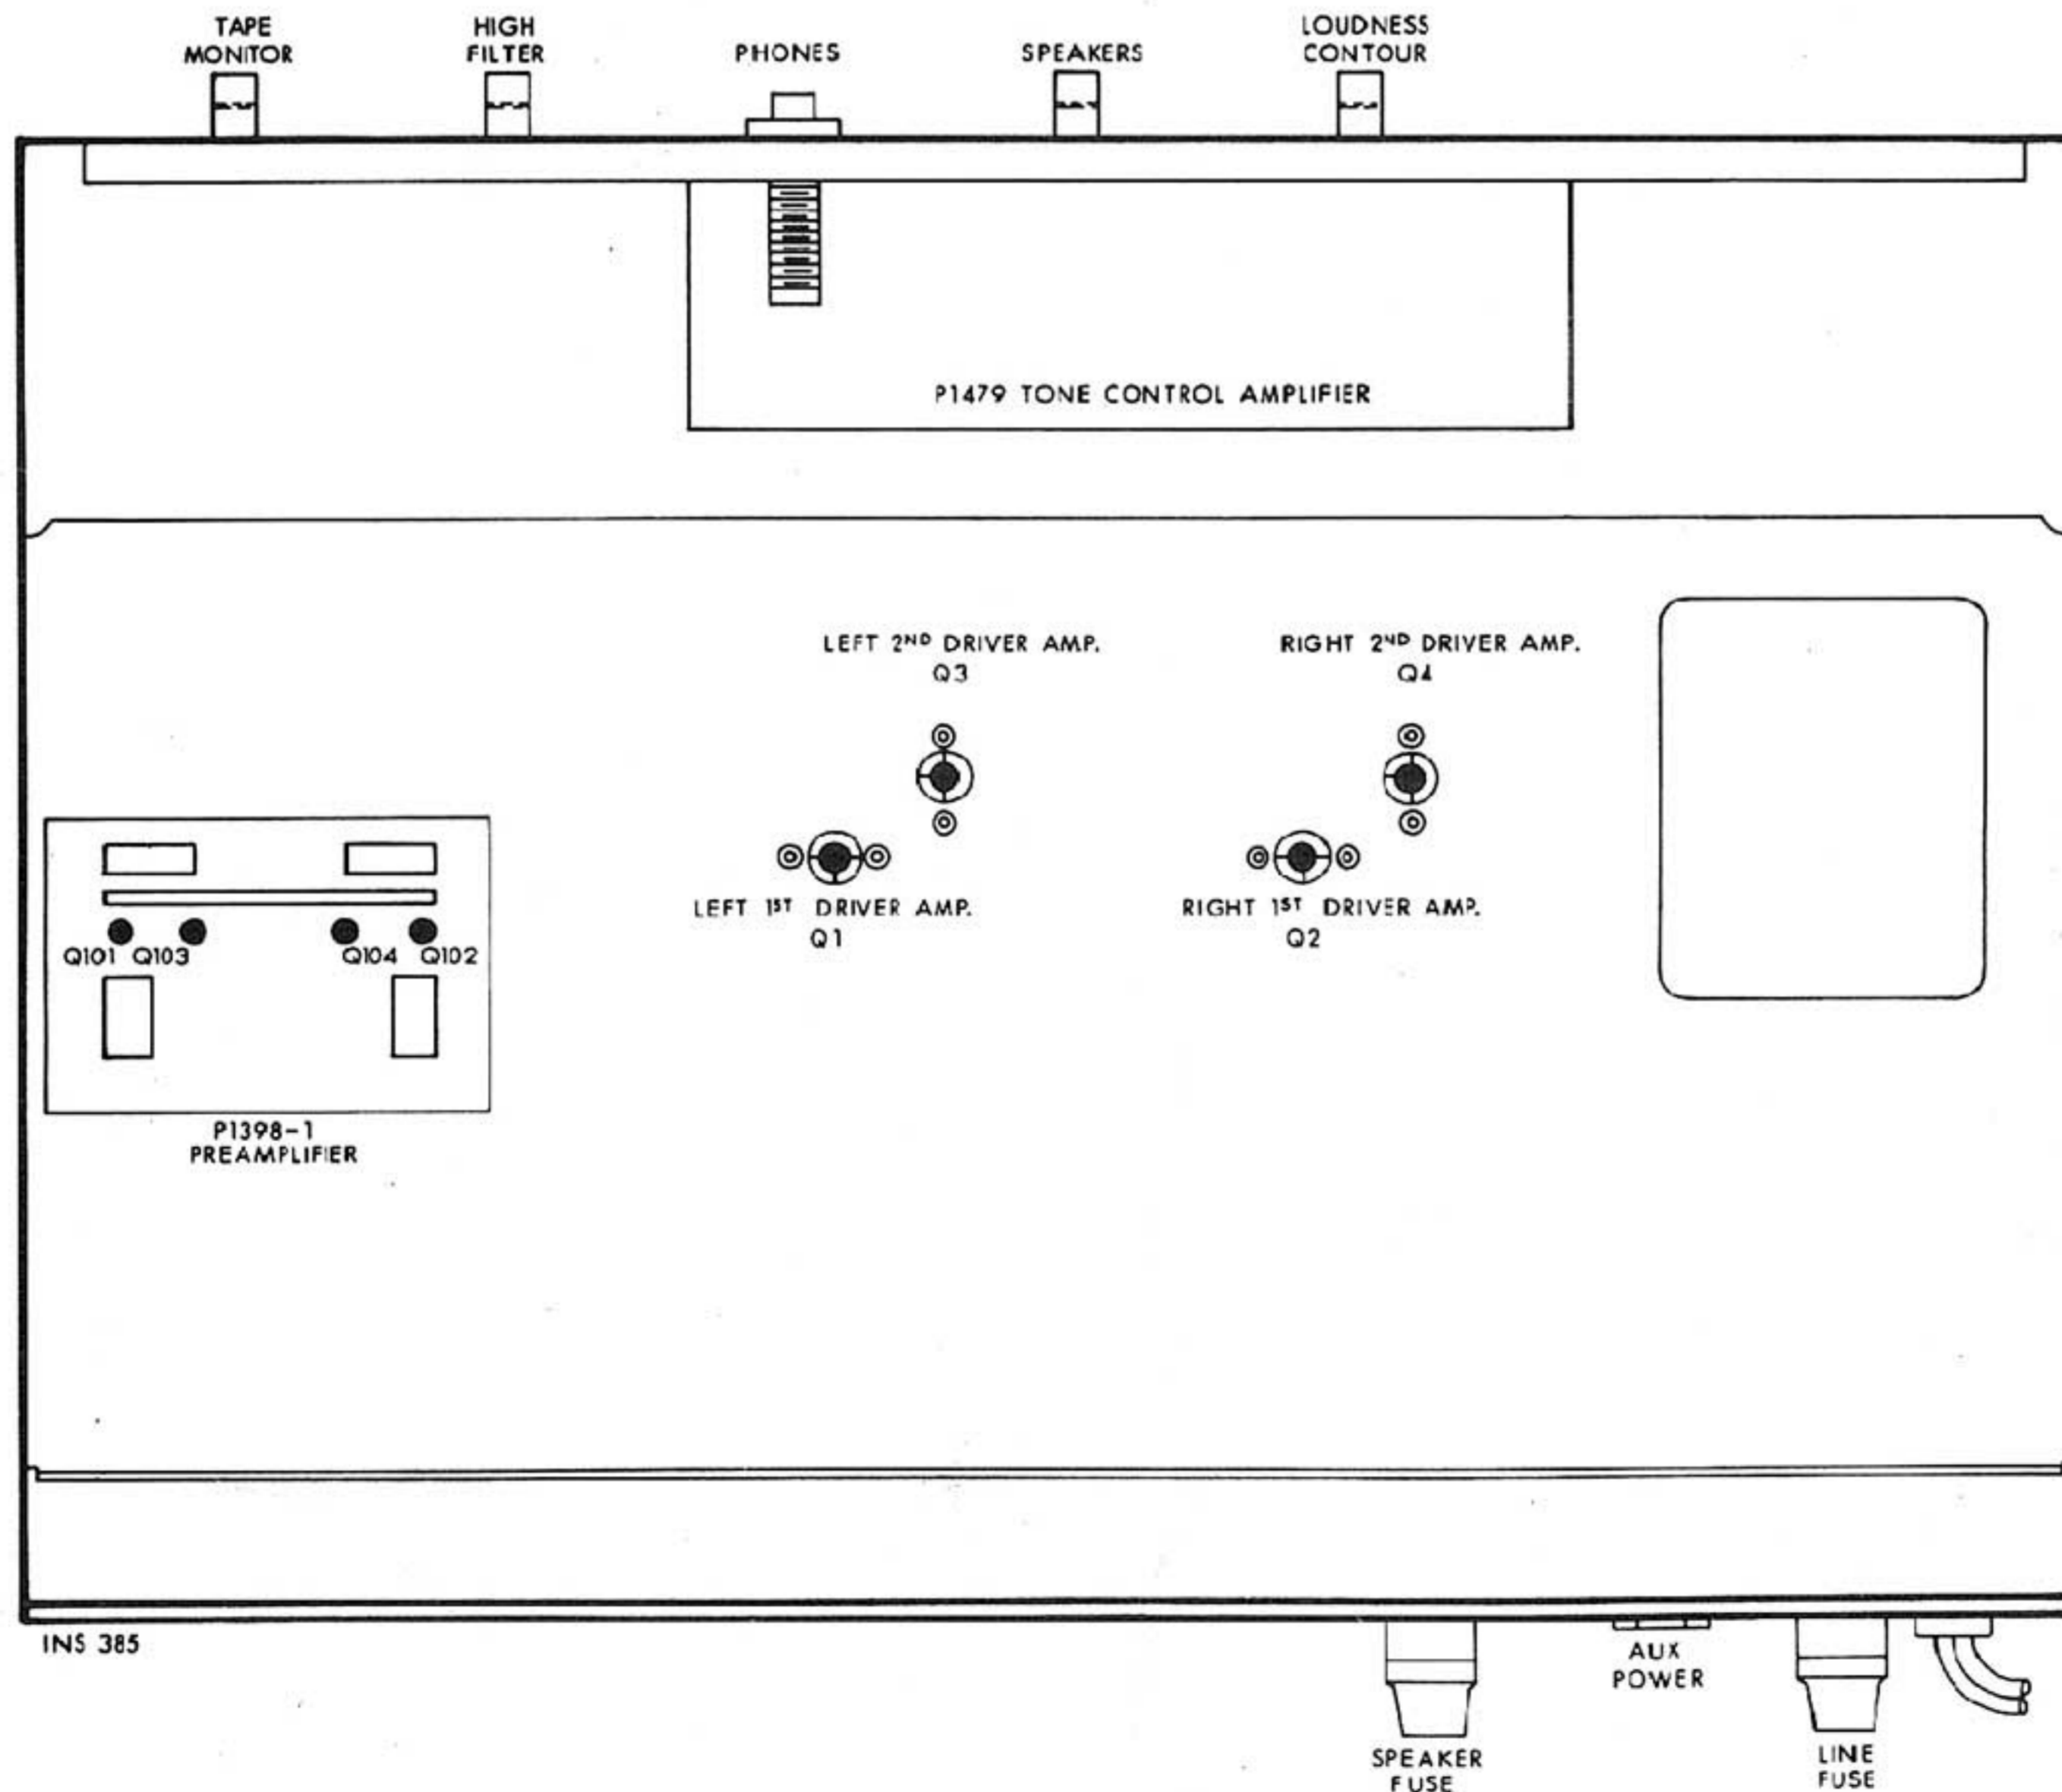 TAPE
MONITOR
HIGH
FILTER
PHONES
SPEAKERS
LOUDNESS
CONTOUR
P1479 TONE CONTROL AMPLIFIER
LEFT 2ND DRIVER AMP.
Q3
RIGHT 2ND DRIVER AMP.
Q4
LEFT 1ST DRIVER AMP.
Q1
RIGHT 1ST DRIVER AMP.
Q2
Q101 Q103 Q104 Q102
P1398-1
PREAMPLIFIER
INS 385
SPEAKER
FUSE
AUX
POWER
LINE
FUSE